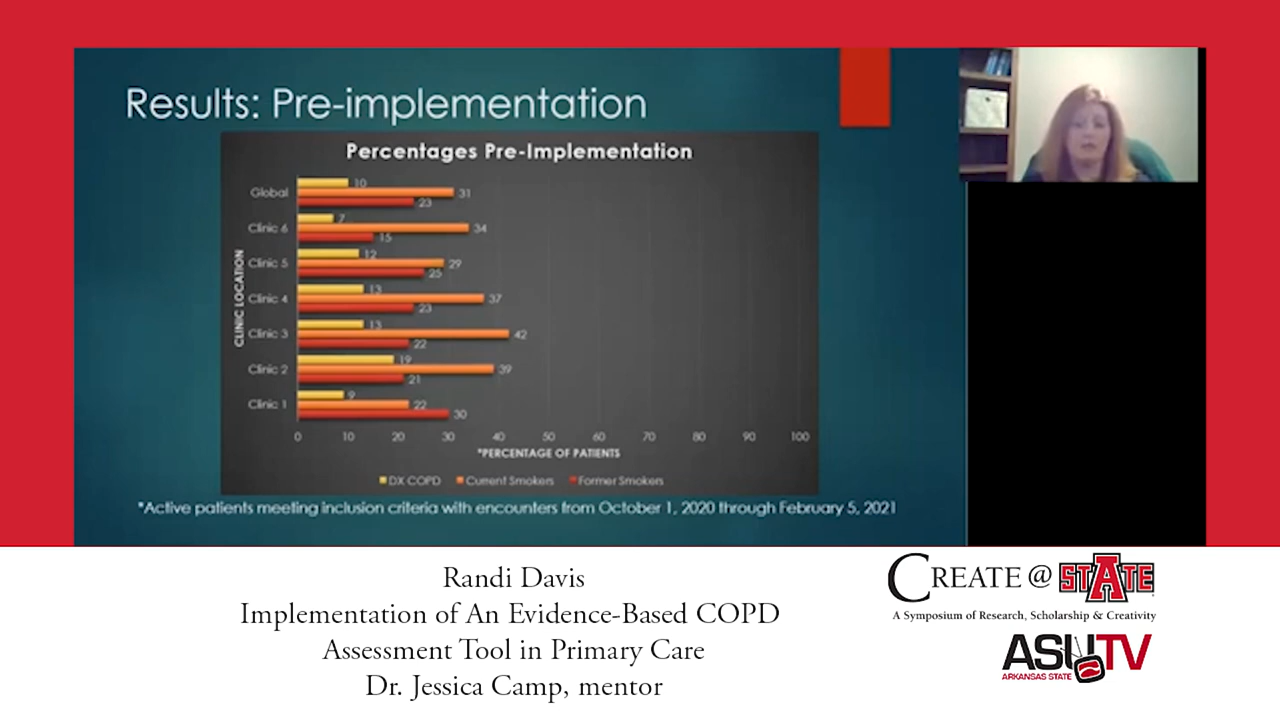 Results: Pre-implementation
Percentages Pre-Implementation
CLINIC LOCATION
Global 10 31 23
Clinic 6 7 34 15
Clinic 5 12 29 25
Clinic 4 13 37 23
Clinic 3 13 42 22
Clinic 2 19 39 21
Clinic 1 9 22 30
0 10 20 30 40 50 60 70 80 90 100
*PERCENTAGE OF PATIENTS
DX COPD Current Smokers Former Smokers
*Active patients meeting inclusion criteria with encounters from October 1, 2020 through February 5, 2021
Randi Davis
Implementation of An Evidence-Based COPD
Assessment Tool in Primary Care
Dr. Jessica Camp, mentor
CREATE @ STATE
A Symposium of Research, Scholarship & Creativity
ASU TV
ARKANSAS STATE